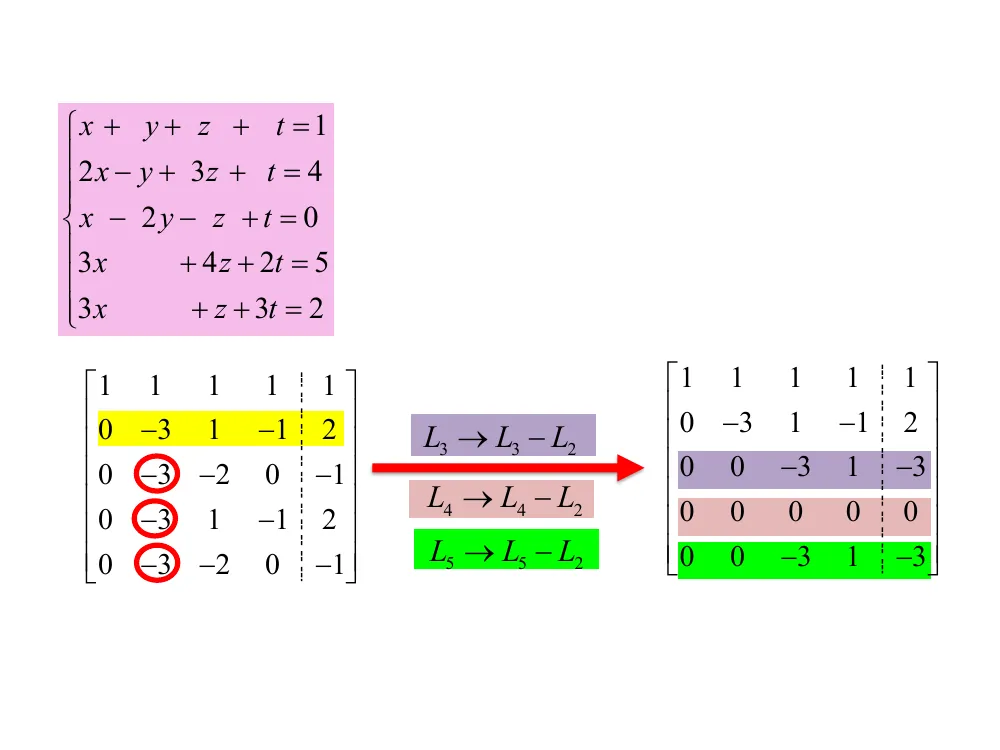 x + y + z + t = 1
2x − y + 3z + t = 4
x − 2y − z + t = 0
3x + 4z + 2t = 5
3x + z + 3t = 2
1 1 1 1 1
0 −3 1 −1 2
0 −3 −2 0 −1
0 −3 1 −1 2
0 −3 −2 0 −1
L₃ → L₃ − L₂
L₄ → L₄ − L₂
L₅ → L₅ − L₂
1 1 1 1 1
0 −3 1 −1 2
0 0 −3 1 −3
0 0 0 0 0
0 0 −3 1 −3